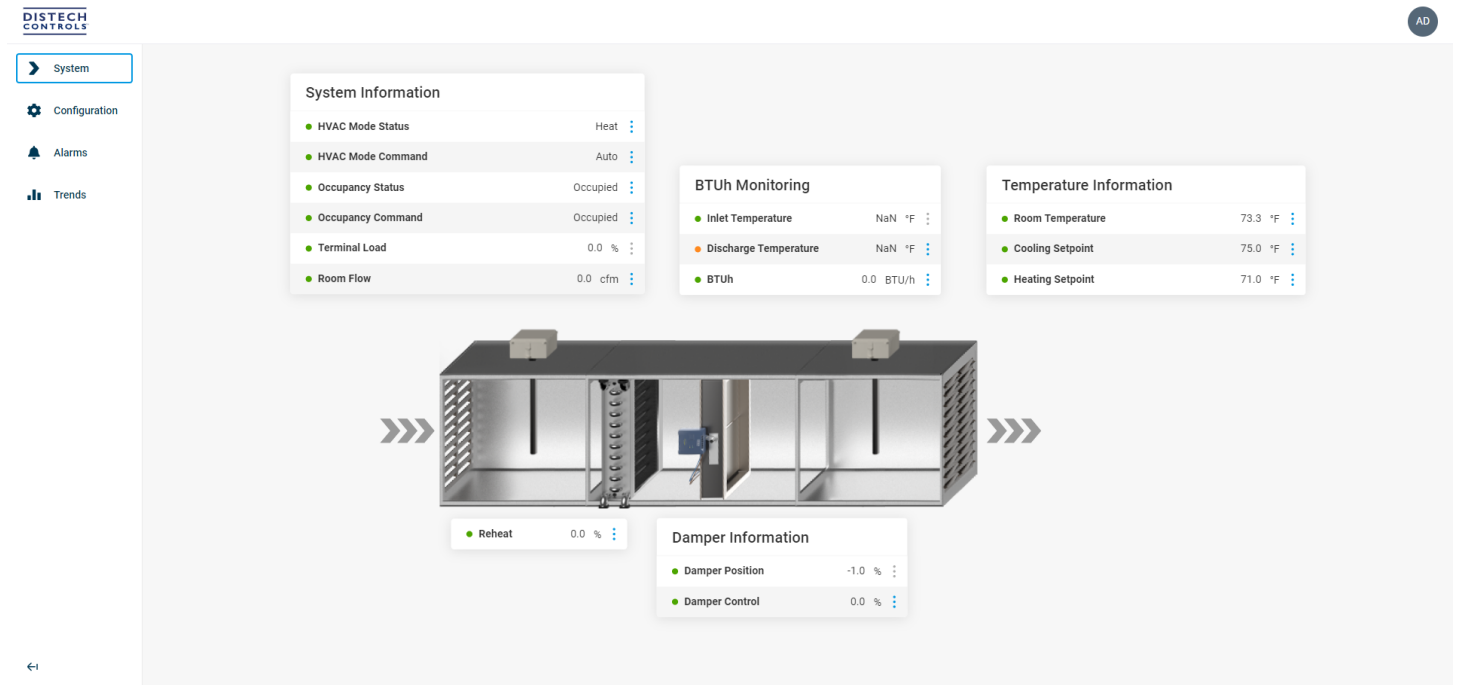 DISTECH
CONTROLS
AD
System
Configuration
Alarms
Trends
System Information
HVAC Mode Status Heat
HVAC Mode Command Auto
Occupancy Status Occupied
Occupancy Command Occupied
Terminal Load 0.0 %
Room Flow 0.0 cfm
BTUh Monitoring
Inlet Temperature NaN °F
Discharge Temperature NaN °F
BTUh 0.0 BTU/h
Temperature Information
Room Temperature 73.3 °F
Cooling Setpoint 75.0 °F
Heating Setpoint 71.0 °F
Reheat 0.0 %
Damper Information
Damper Position -1.0 %
Damper Control 0.0 %